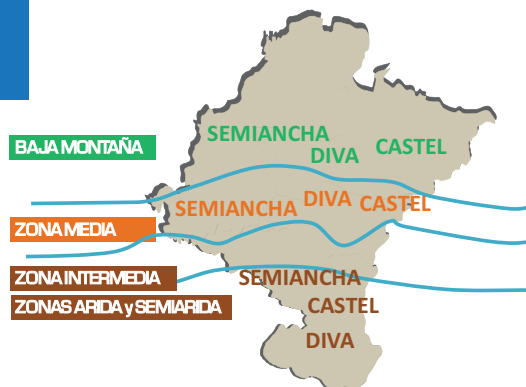 SEMIANCHA
BAJA MONTAÑA
CASTEL
DIVA
DIVA
CASTEL
SEMIANCHA
ZONA MEDIA
ZONA INTERMEDIA
SEMIANCHA
ZONAS ARIDA y SEMIARIDA
CASTEL
DIVA